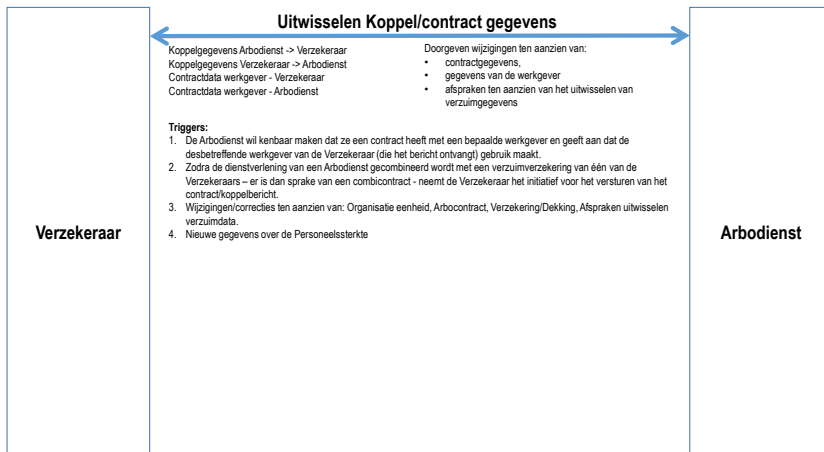 Uitwisselen Koppel/contract gegevens
Koppelgegevens Arbodienst -> Verzekeraar
Koppelgegevens Verzekeraar -> Arbodienst
Contractdata werkgever - Verzekeraar
Contractdata werkgever - Arbodienst
Doorgeven wijzigingen ten aanzien van:
• contractgegevens,
• gegevens van de werkgever
• afspraken ten aanzien van het uitwisselen van
verzuimgegevens
Triggers:
1. De Arbodienst wil kenbaar maken dat ze een contract heeft met een bepaalde werkgever en geeft aan dat de
desbetreffende werkgever van de Verzekeraar (die het bericht ontvangt) gebruik maakt.
2. Zodra de dienstverlening van een Arbodienst gecombineerd wordt met een verzuimverzekering van één van de
Verzekeraars – er is dan sprake van een combicontract - neemt de Verzekeraar het initiatief voor het versturen van het
contract/koppelbericht.
3. Wijzigingen/correcties ten aanzien van: Organisatie eenheid, Arbocontract, Verzekering/Dekking, Afspraken uitwisselen
verzuimdata.
4. Nieuwe gegevens over de Personeelssterkte
Verzekeraar
Arbodienst